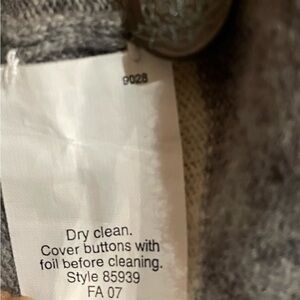 9028
Dry clean.
Cover buttons with
foil before cleaning.
Style 85939
FA 07